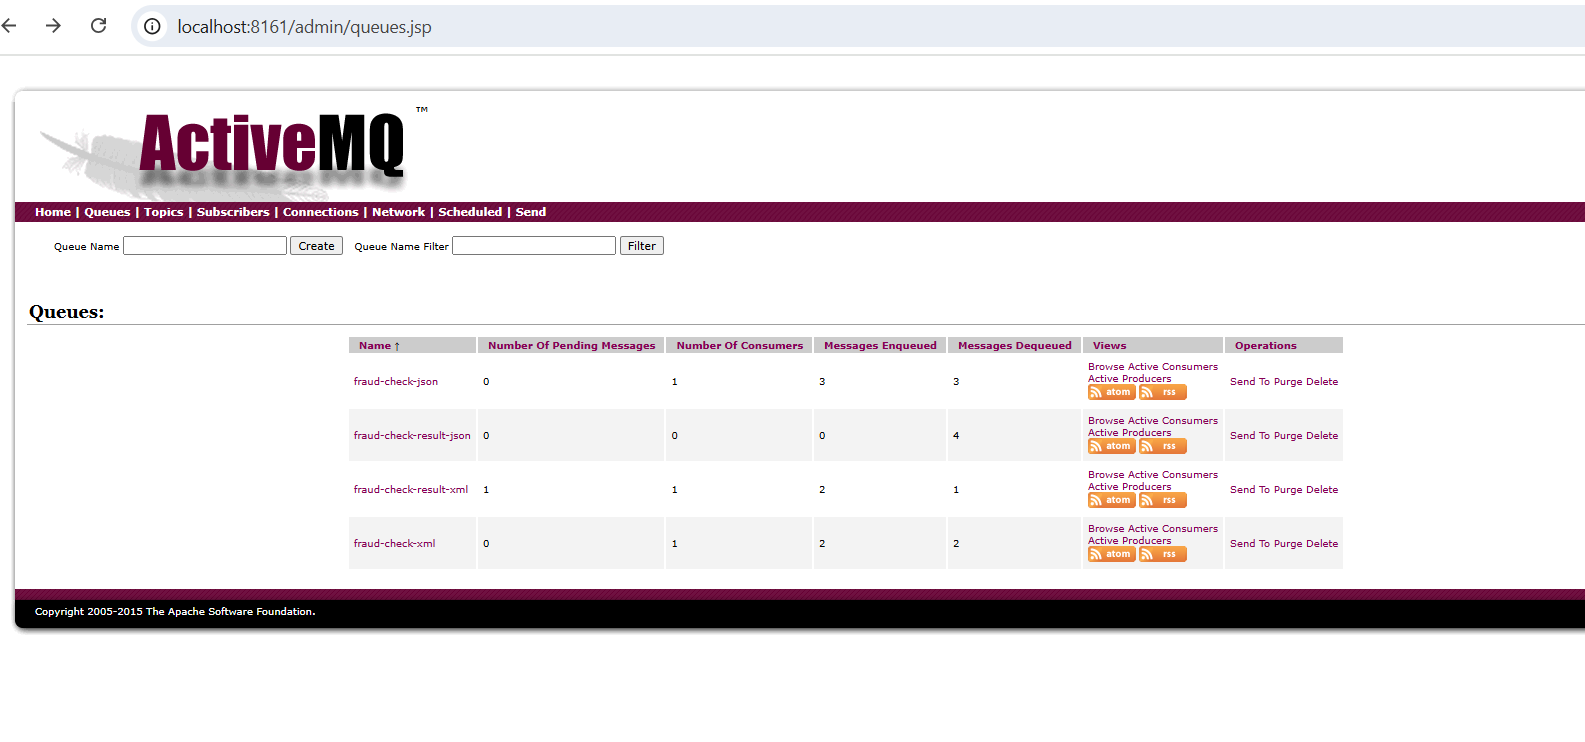 localhost:8161/admin/queues.jsp
ActiveMQ ™
Home | Queues | Topics | Subscribers | Connections | Network | Scheduled | Send
Queue Name Create Queue Name Filter Filter
Queues:
Name ↑ Number Of Pending Messages Number Of Consumers Messages Enqueued Messages Dequeued Views Operations
fraud-check-json 0 1 3 3 Browse Active Consumers
Active Producers
atom rss
Send To Purge Delete
fraud-check-result-json 0 0 0 4 Browse Active Consumers
Active Producers
atom rss
Send To Purge Delete
fraud-check-result-xml 1 1 2 1 Browse Active Consumers
Active Producers
atom rss
Send To Purge Delete
fraud-check-xml 0 1 2 2 Browse Active Consumers
Active Producers
atom rss
Send To Purge Delete
Copyright 2005-2015 The Apache Software Foundation.